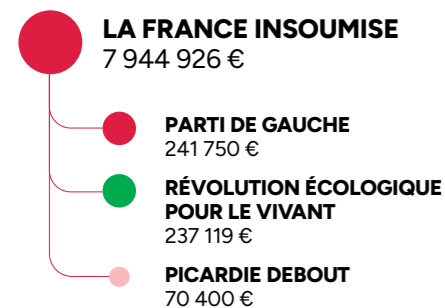 LA FRANCE INSOUMISE
7 944 926 €
PARTI DE GAUCHE
241 750 €
RÉVOLUTION ÉCOLOGIQUE
POUR LE VIVANT
237 119 €
PICARDIE DEBOUT
70 400 €